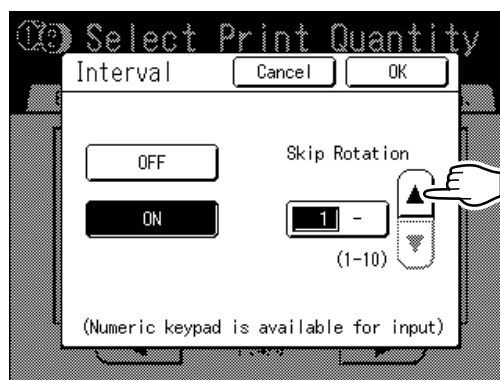 Select Print Quantity
Interval Cancel OK
OFF Skip Rotation
ON 1 -
(1-10)
(Numeric keypad is available for input)